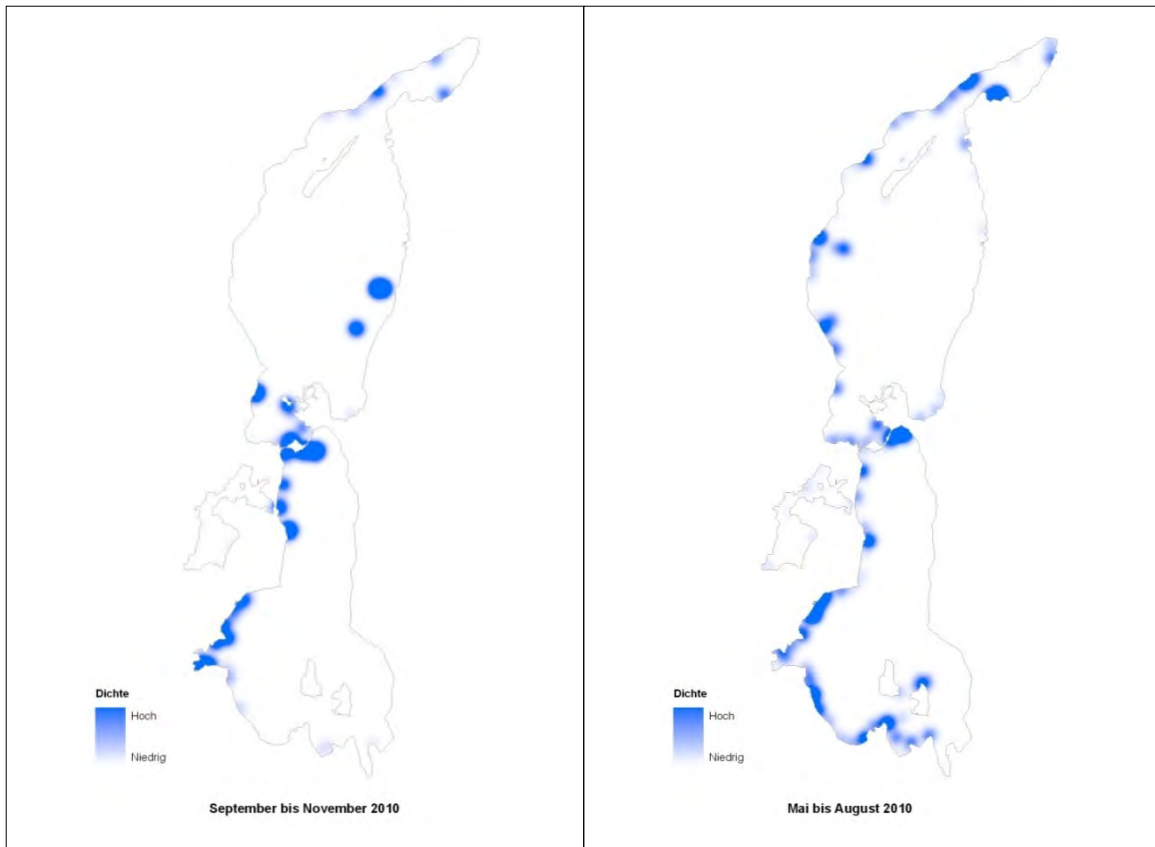 Dichte
Hoch
Niedrig
September bis November 2010
Dichte
Hoch
Niedrig
Mai bis August 2010